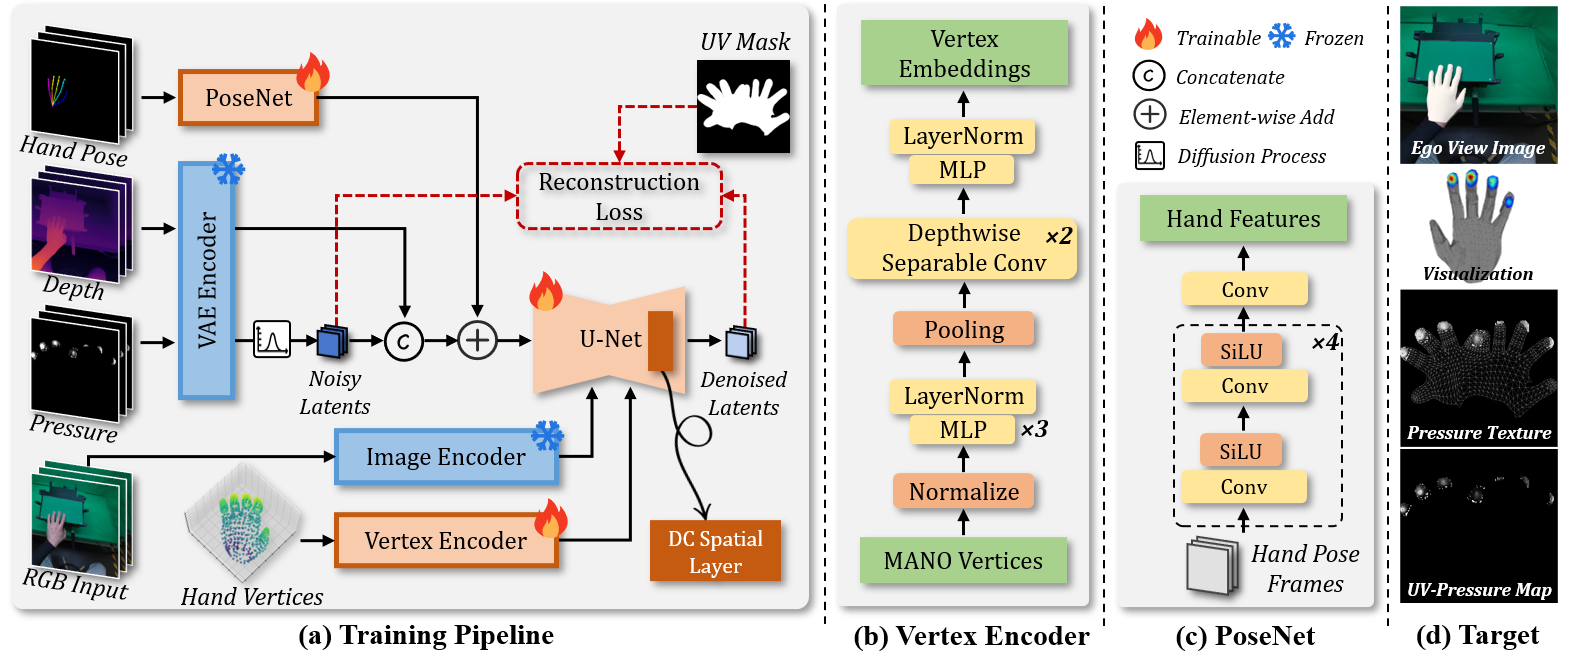 Hand Pose
PoseNet
UV Mask
Depth
VAE Encoder
Reconstruction
Loss
Pressure
Noisy
Latents
C
U-Net
Denoised
Latents
RGB Input
Image Encoder
Hand Vertices
Vertex Encoder
DC Spatial
Layer
(a) Training Pipeline
Vertex
Embeddings
LayerNorm
MLP
Depthwise
Separable Conv
×2
Pooling
LayerNorm
MLP
×3
Normalize
MANO Vertices
(b) Vertex Encoder
Trainable
Frozen
C
Concatenate
Element-wise Add
Diffusion Process
Hand Features
Conv
SiLU
×4
Conv
SiLU
Conv
Hand Pose
Frames
(c) PoseNet
Ego View Image
Visualization
Pressure Texture
UV-Pressure Map
(d) Target